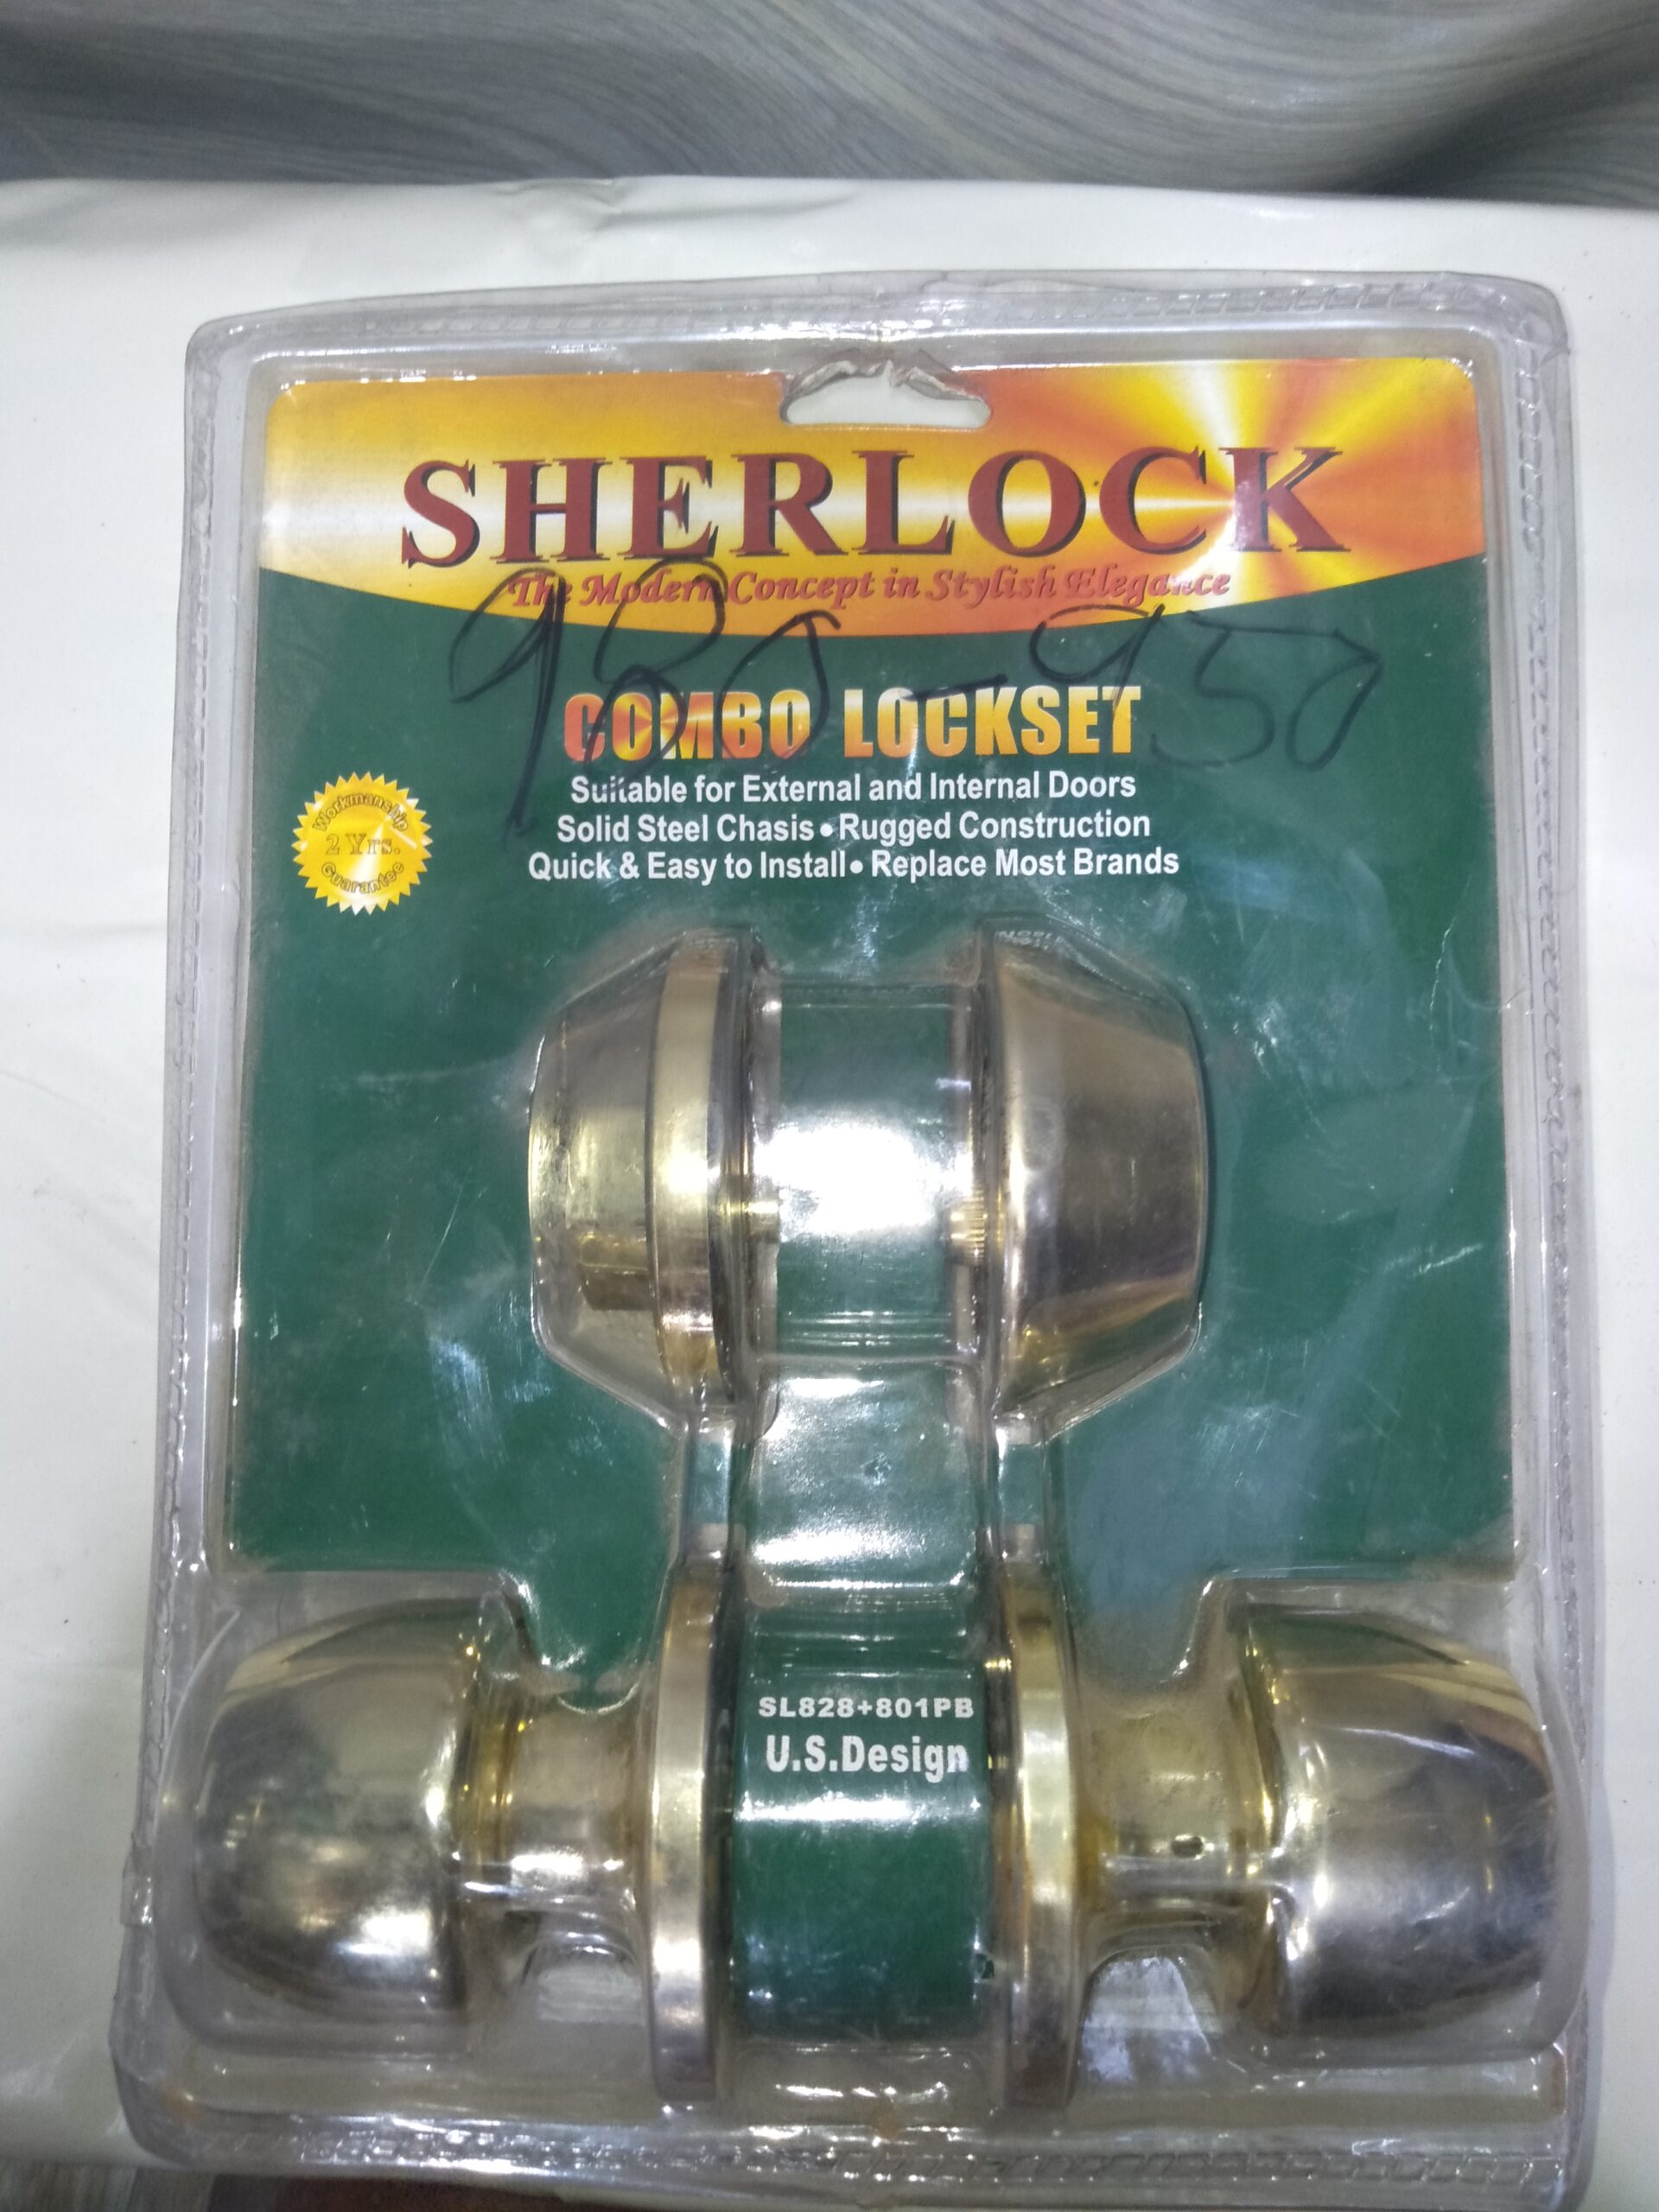 SHERLOCK
The Modern Concept in Stylish Elegance
980 - 950
COMBO LOCKSET
Suitable for External and Internal Doors
Solid Steel Chasis • Rugged Construction
Quick & Easy to Install • Replace Most Brands
Workmanship
2 Yrs.
Guarantee
SL828+801PB
U.S.Design